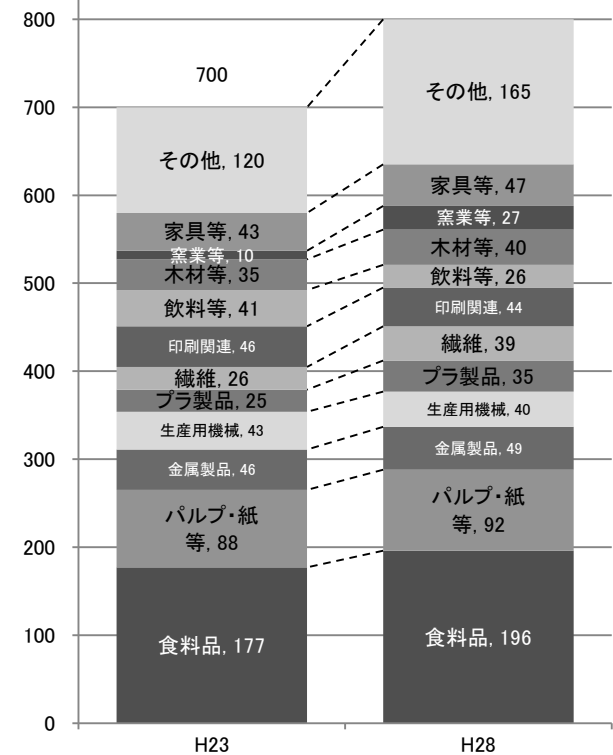 800
700
600
500
400
300
200
100
0
700
その他, 120
家具等, 43
窯業等, 10
木材等, 35
飲料等, 41
印刷関連, 46
繊維, 26
プラ製品, 25
生産用機械, 43
金属製品, 46
パルプ・紙
等, 88
食料品, 177
その他, 165
家具等, 47
窯業等, 27
木材等, 40
飲料等, 26
印刷関連, 44
繊維, 39
プラ製品, 35
生産用機械, 40
金属製品, 49
パルプ・紙
等, 92
食料品, 196
H23
H28